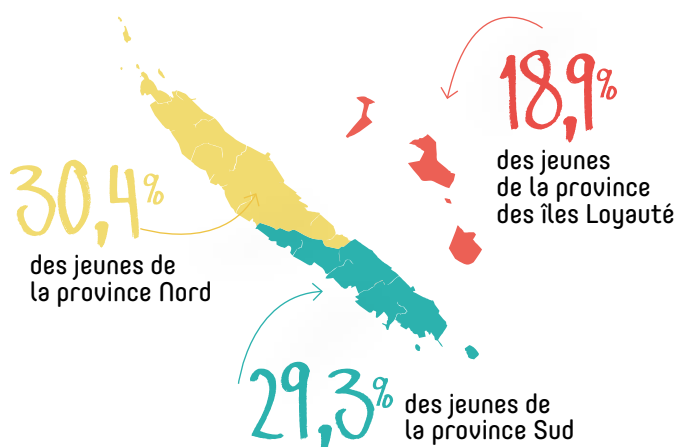 18,9%
des jeunes
de la province
des îles Loyauté
30,4%
des jeunes de
la province Nord
29,3%
des jeunes de
la province Sud